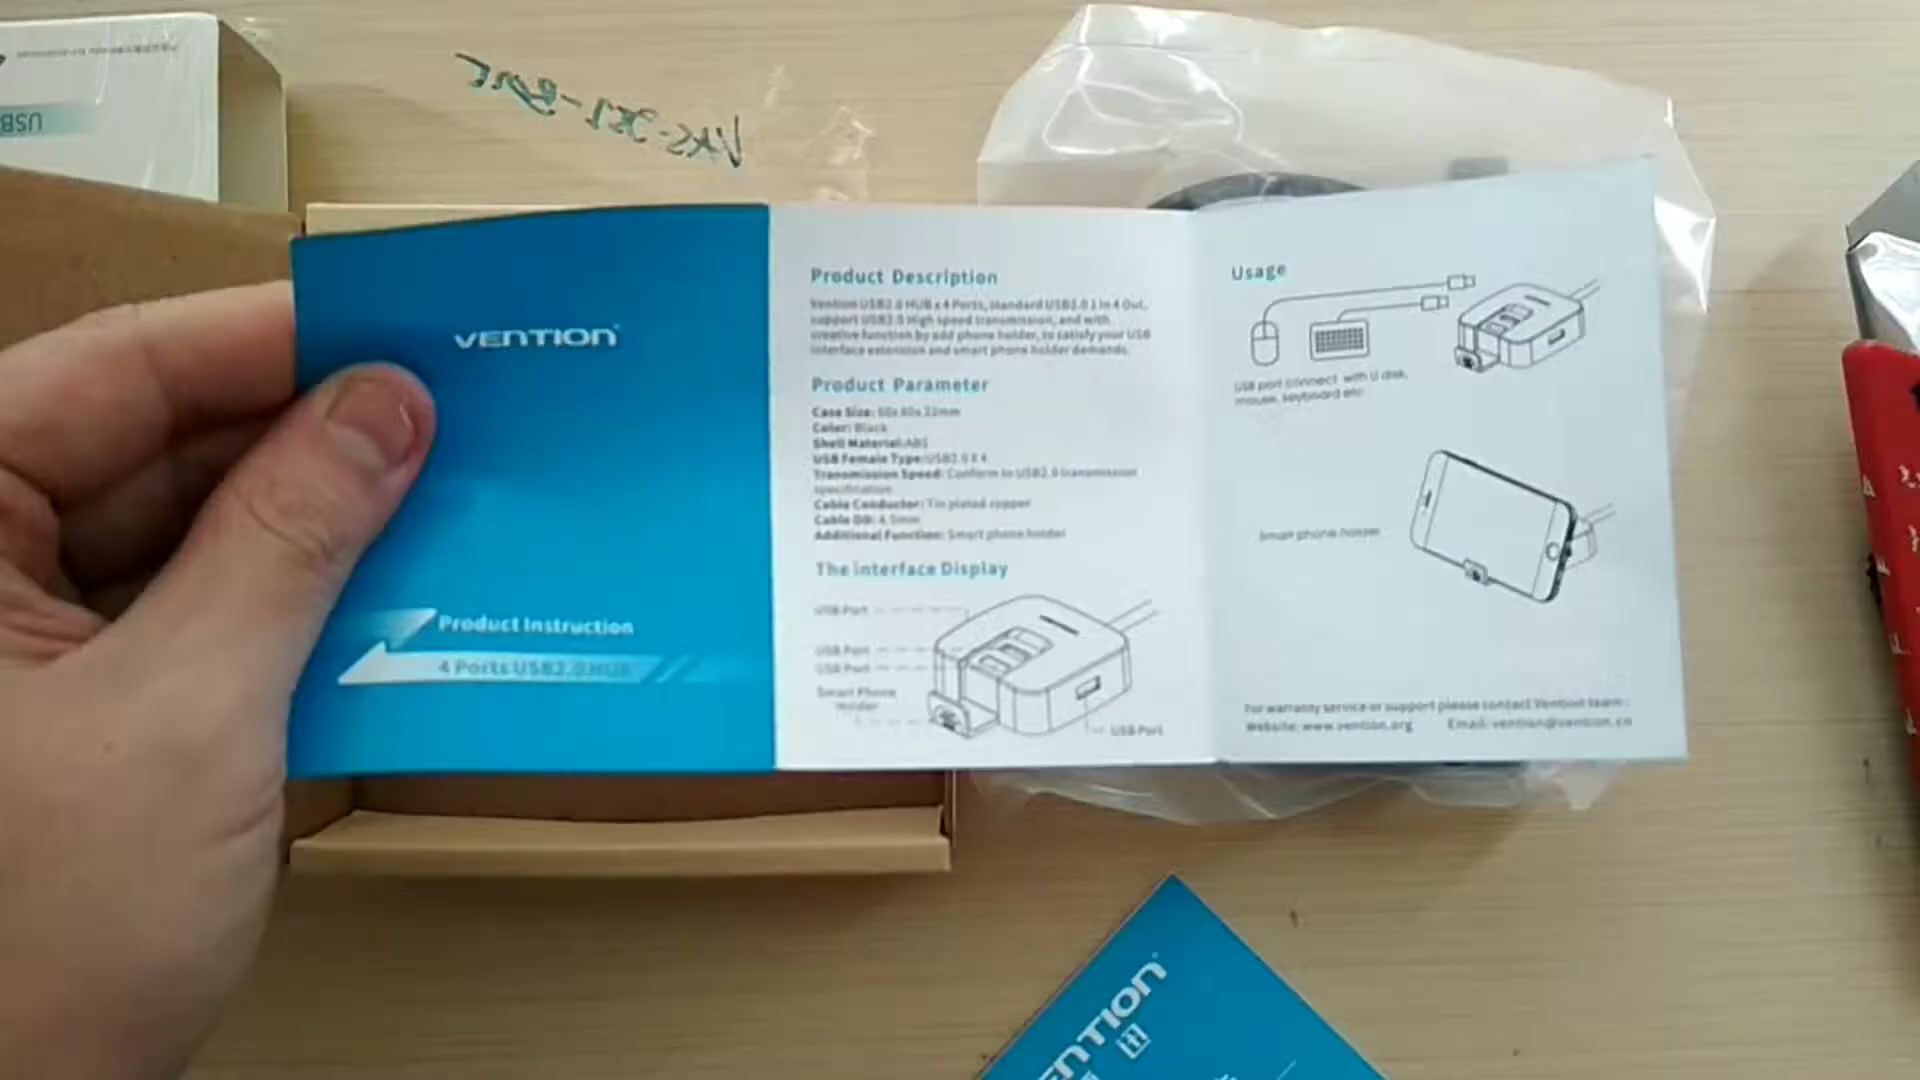 USB
VENTION
Product Instruction
4 Ports USB2.0 HUB
Product Description
Vention USB2.0 HUB x 4 Ports, standard USB2.0 1 in 4 Out,
support USB2.0 High speed transmission, and with
creative function by add phone holder, to satisfy your USB
interface extension and smart phone holder demands.
Product Parameter
Case Size:
Color: Black
Shell Material:ABS
USB Female Type:USB2.0 X 4
Transmission Speed: Conform to USB2.0 transmission
specification
Cable Conductor: Tin plated copper
Cable OD: 4.5mm
Additional Function: Smart phone holder
The interface Display
USB Port
USB Port
USB Port
Smart Phone
Holder
USB Port
Usage
USB port connect with U disk,
mouse, keyboard etc
Smart phone holder
For warranty service or support please contact Vention team:
Website: www.vention.org Email: vention@vention.cc
ENTION